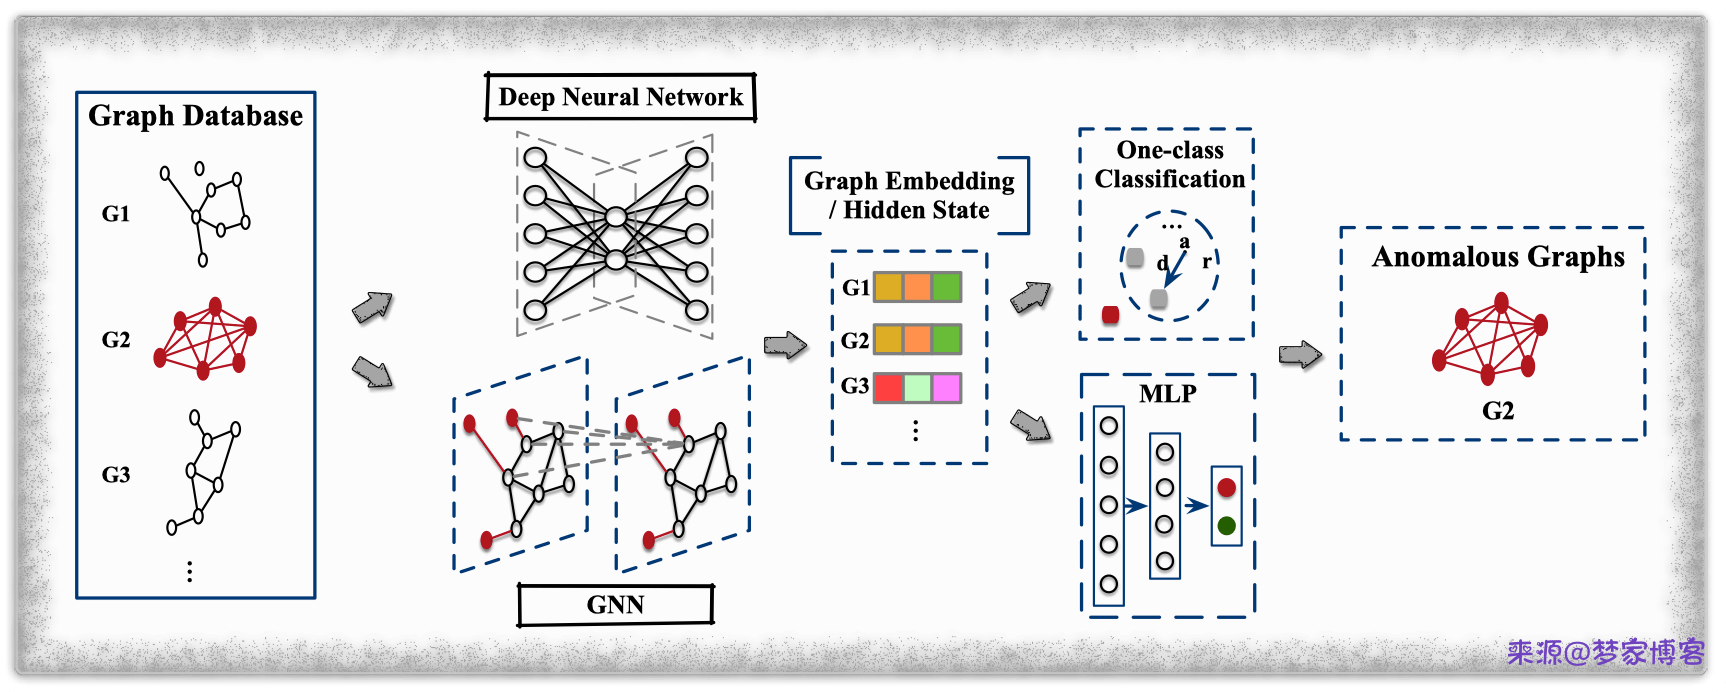 Graph Database
G1
G2
G3
...
Deep Neural Network
GNN
Graph Embedding
/ Hidden State
G1
G2
G3
...
One-class
Classification
...
a
d
r
MLP
Anomalous Graphs
G2
来源@梦家博客